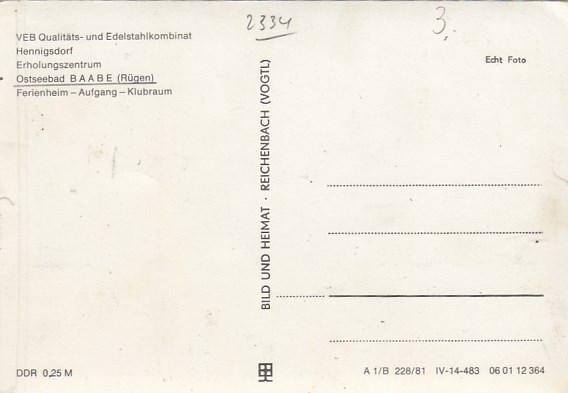 2334
3.
VEB Qualitäts- und Edelstahlkombinat
Hennigsdorf
Erholungszentrum
Ostseebad BAABE (Rügen)
Ferienheim – Aufgang – Klubraum
Echt Foto
BILD UND HEIMAT · REICHENBACH (VOGTL)
DDR 0,25 M
A 1/B 228/81 IV-14-483 06 01 12 364